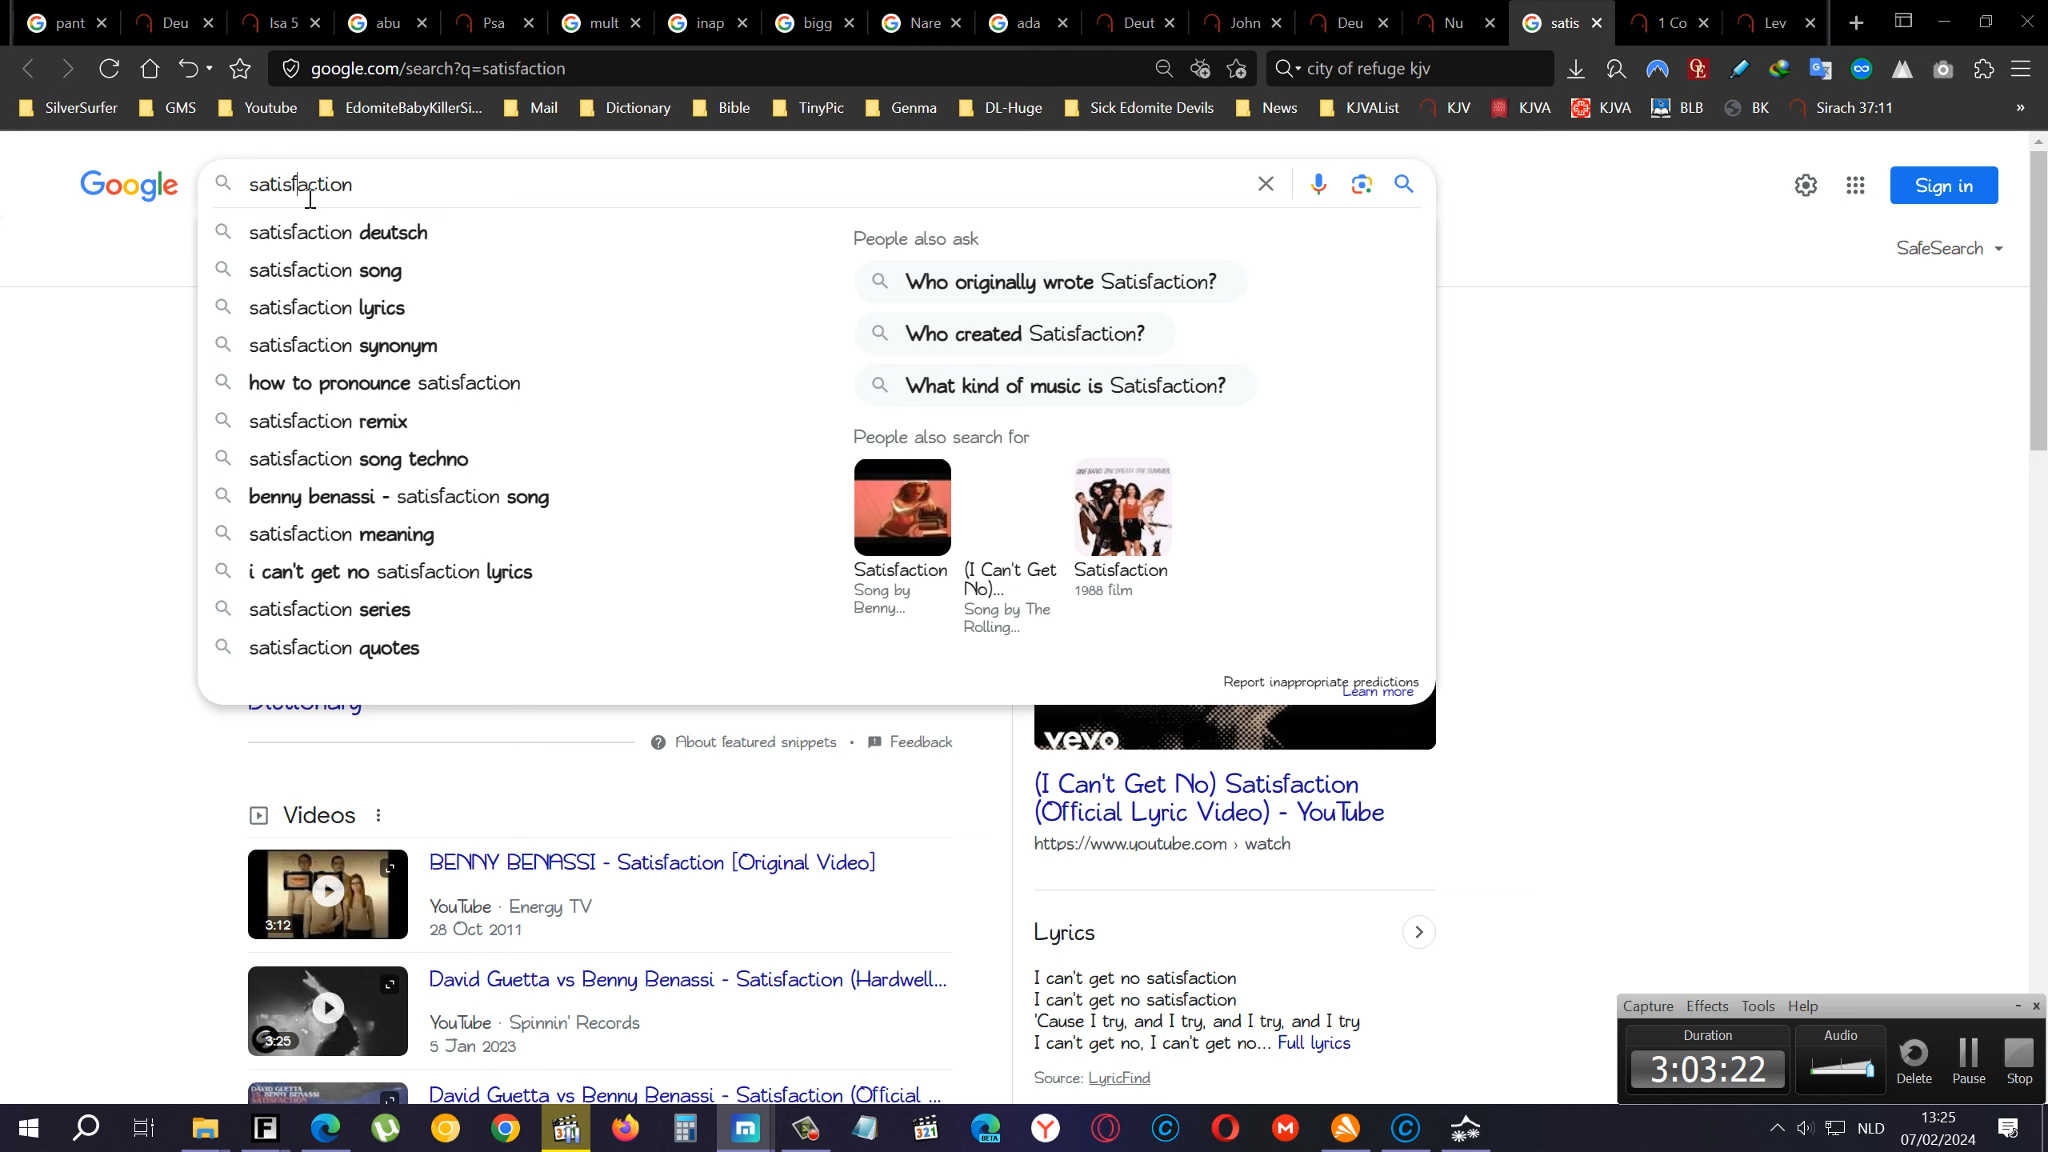 pant
Deu
Isa 5
abu
Psa
mult
inap
bigg
Nare
ada
Deut
John
Deu
Nu
satis
1 Co
Lev
google.com/search?q=satisfaction
city of refuge kjv
SilverSurfer
GMS
Youtube
EdomiteBabyKillerSi...
Mail
Dictionary
Bible
TinyPic
Genma
DL-Huge
Sick Edomite Devils
News
KJVAList
KJV
KJVA
KJVA
BLB
BK
Sirach 37:11
Google
satisfaction
Sign in
SafeSearch
satisfaction deutsch
satisfaction song
satisfaction lyrics
satisfaction synonym
how to pronounce satisfaction
satisfaction remix
satisfaction song techno
benny benassi - satisfaction song
satisfaction meaning
i can't get no satisfaction lyrics
satisfaction series
satisfaction quotes
People also ask
Who originally wrote Satisfaction?
Who created Satisfaction?
What kind of music is Satisfaction?
People also search for
Satisfaction
Song by
Benny...
(I Can't Get
No)...
Song by The
Rolling...
Satisfaction
1988 film
Report inappropriate predictions
Learn more
Dictionary
About featured snippets
•
Feedback
Videos
3:12
BENNY BENASSI - Satisfaction [Original Video]
YouTube · Energy TV
28 Oct 2011
3:25
David Guetta vs Benny Benassi - Satisfaction (Hardwell...
YouTube · Spinnin' Records
5 Jan 2023
David Guetta vs Benny Benassi - Satisfaction (Official ...
vevo
(I Can't Get No) Satisfaction
(Official Lyric Video) - YouTube
https://www.youtube.com › watch
Lyrics
I can't get no satisfaction
I can't get no satisfaction
'Cause I try, and I try, and I try, and I try
I can't get no, I can't get no... Full lyrics
Source: LyricFind
Capture Effects Tools Help
Duration
Audio
3:03:22
Delete
Pause
Stop
NLD
13:25
07/02/2024